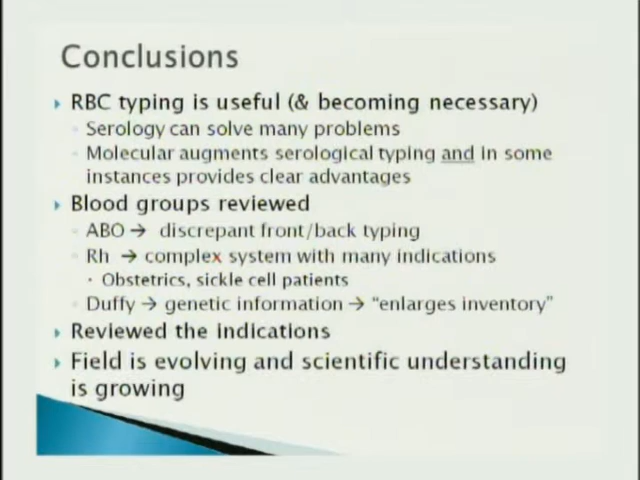 Conclusions
RBC typing is useful (& becoming necessary)
Serology can solve many problems
Molecular augments serological typing and in some
instances provides clear advantages
Blood groups reviewed
ABO → discrepant front/back typing
Rh → complex system with many indications
Obstetrics, sickle cell patients
Duffy → genetic information → “enlarges inventory”
Reviewed the indications
Field is evolving and scientific understanding
is growing